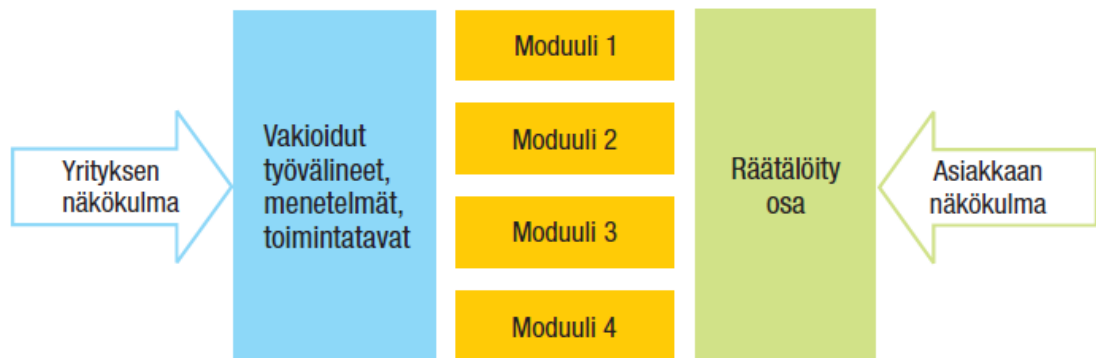 Yrityksen
näkökulma
Vakioidut
työvälineet,
menetelmät,
toimintatavat
Moduuli 1
Moduuli 2
Moduuli 3
Moduuli 4
Räätälöity
osa
Asiakkaan
näkökulma